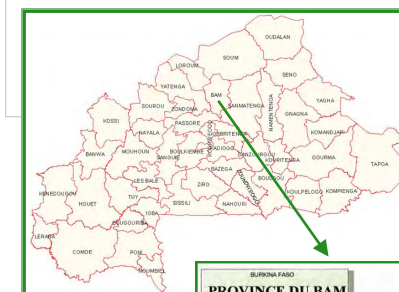 OUDALAN
SOUM
LOROUM
SENO
YATENGA
BAM
SANMATENGA
NAMENTENGA
YAGHA
ZONDOMA
SOUROU
GNAGNA
KOSSI
PASSORE
KOMANDJARI
NAYALA
BANWA
MOUHOUN
BOULKIEMDE
SANGUIE
KADIOGO
GANZOURGOU
KOURITENGA
GOURMA
TAPOA
BAZEGA
BOULGOU
LES BALE
ZIRO
ZOUNDWEOGO
KOULPELOGO
KOMPIENGA
KENEDOUGOU
HOUET
TUY
SISSILI
NAHOURI
IOBA
BOUGOURIBA
LERABA
COMOE
PONI
NOUMBIEL
BURKINA FASO
PROVINCE DU BAM